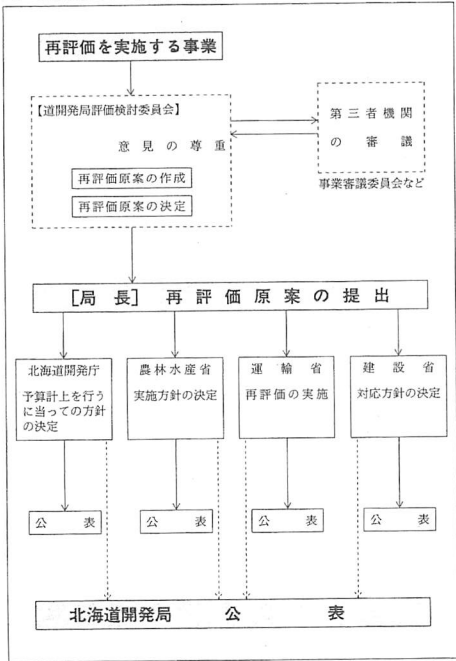 再評価を実施する事業
【道開発局評価検討委員会】
意見の尊重
再評価原案の作成
再評価原案の決定
第三者機関
の審議
事業審議委員会など
[局長] 再評価原案の提出
北海道開発庁
予算計上を行う
に当っての方針
の決定
農林水産省
実施方針の決定
運輸省
再評価の実施
建設省
対応方針の決定
公表
公表
公表
公表
北海道開発局 公表